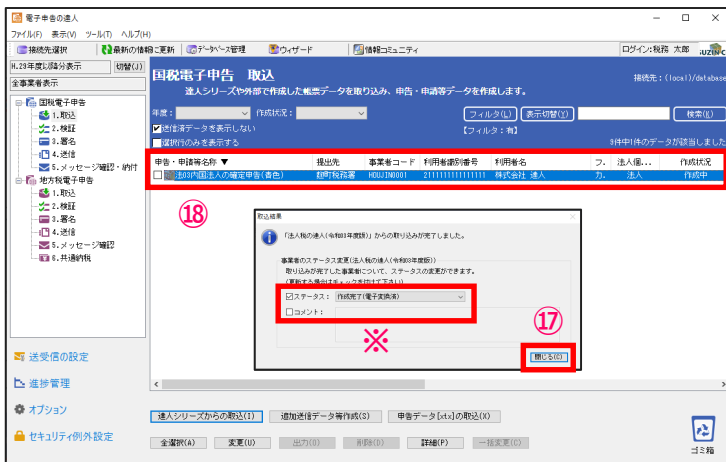 電子申告の達人
ファイル(F) 表示(V) ツール(T) ヘルプ(H)
接続先選択 最新の情報に更新 データベース管理 ウィザード 情報コミュニティ ログイン:税務 太郎
H.29年度以降分表示 切替(J)
全事業者表示
国税電子申告
1.取込
2.検証
3.署名
4.送信
5.メッセージ確認・納付
地方税電子申告
1.取込
2.検証
3.署名
4.送信
5.メッセージ確認
6.共通納税
送受信の設定
進捗管理
オプション
セキュリティ例外設定
国税電子申告 取込
接続先:(local)/database
達人シリーズや外部で作成した帳票データを取り込み、申告・申請等データを作成します。
年度: 作成状況: フィルタ(L) 表示切替(Y) 検索(K)
送信済データを表示しない 【フィルタ:有】
選択行のみを表示する 9件中1件のデータが該当しました
申告・申請等名称 ▼ 提出先 事業者コード 利用者識別番号 利用者名 フ. 法人個... 作成状況
法03内国法人の確定申告(青色) 麹町税務署 HOUJIN0001 2111111111111111 株式会社 達人 カ. 法人 作成中
⑱
取込結果
「法人税の達人(令和03年度版)」からの取り込みが完了しました。
事業者のステータス変更(法人税の達人(令和03年度版))
取り込みが完了した事業者について、ステータスの変更ができます。
(更新する場合はチェックを付けて下さい)
ステータス: 作成完了(電子変換済)
コメント:
※
⑰
閉じる(C)
達人シリーズからの取込(I) 追加送信データ等作成(S) 申告データ[xtx]の取込(X)
全選択(A) 変更(U) 出力(O) 削除(D) 詳細(P) 一括変更(C)
ゴミ箱